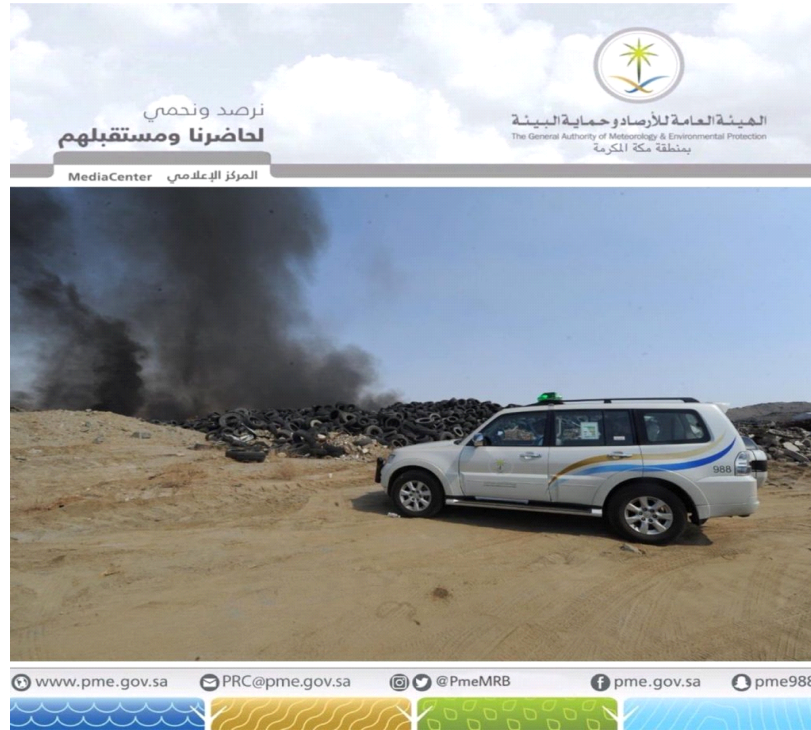 نرصد ونحمي
لحاضرنا ومستقبلهم
المركز الإعلامي MediaCenter
الهيئة العامة للأرصاد وحماية البيئة
The General Authority of Meteorology & Environmental Protection
بمنطقة مكة المكرمة
988
www.pme.gov.sa PRC@pme.gov.sa @PmeMRB pme.gov.sa pme988